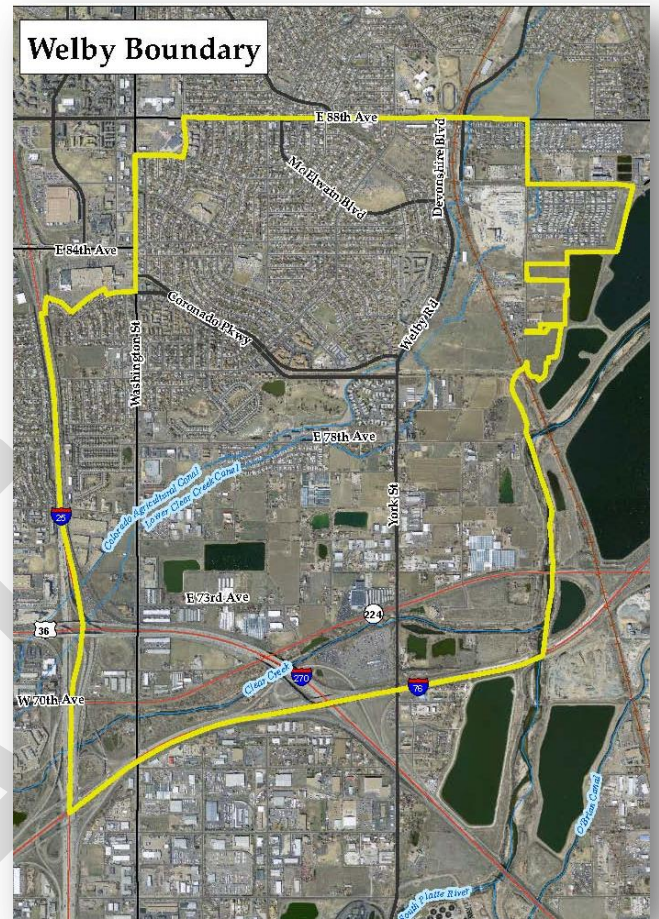 Welby Boundary
E 88th Ave
McElwain Blvd
Devonshire Blvd
E 84th Ave
Coronado Pkwy
Welby Rd
Washington St
E 78th Ave
Colorado Agricultural Canal
Lower Clear Creek Canal
York St
25
E 73rd Ave
224
36
Clear Creek
270
76
W 70th Ave
O'Brian Canal
South Platte River